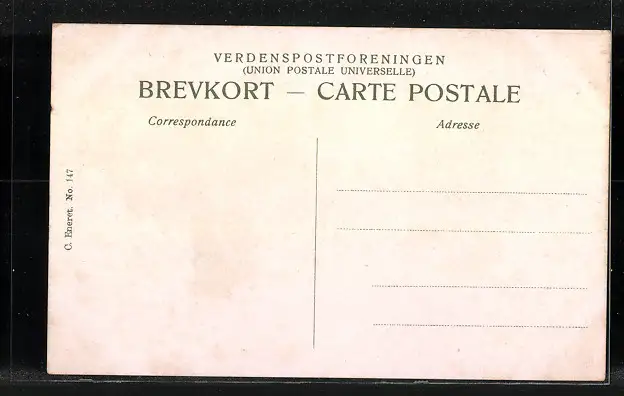 VERDENSPOSTFORENINGEN
(UNION POSTALE UNIVERSELLE)
BREVKORT — CARTE POSTALE
Correspondance
Adresse
C. Eneret. No. 147